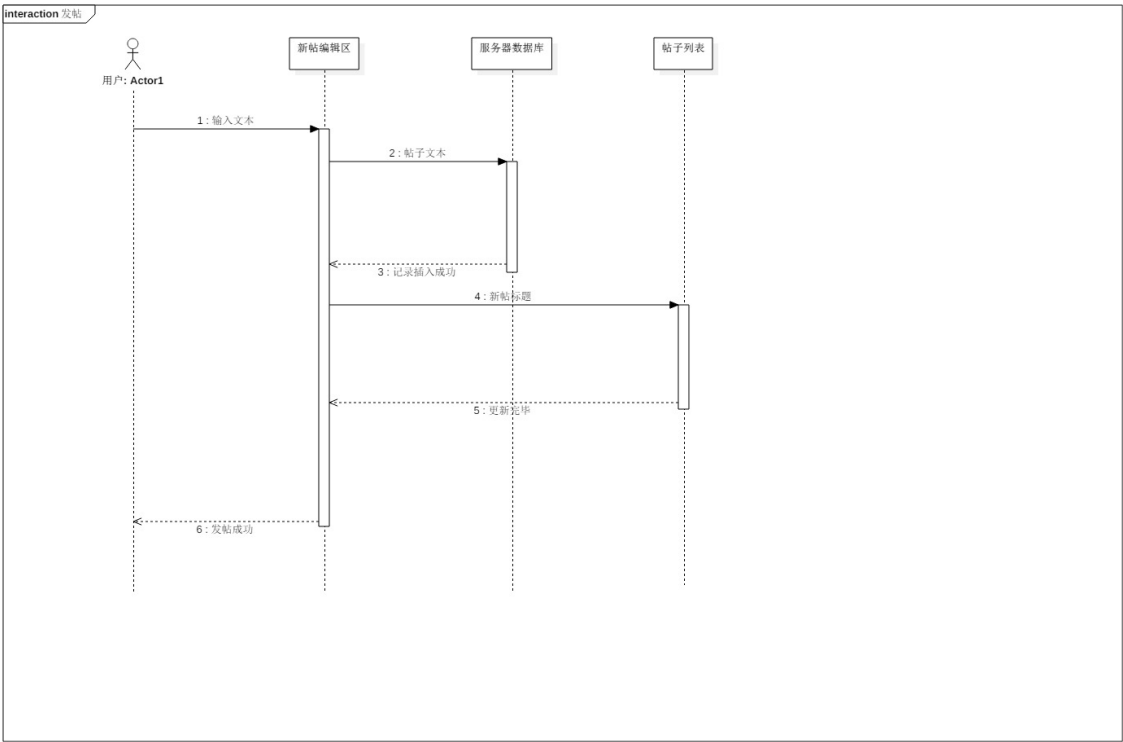 interaction 发帖
用户: Actor1
新帖编辑区
服务器数据库
帖子列表
1 : 输入文本
2 : 帖子文本
3 : 记录插入成功
4 : 新帖标题
5 : 更新完毕
6 : 发帖成功